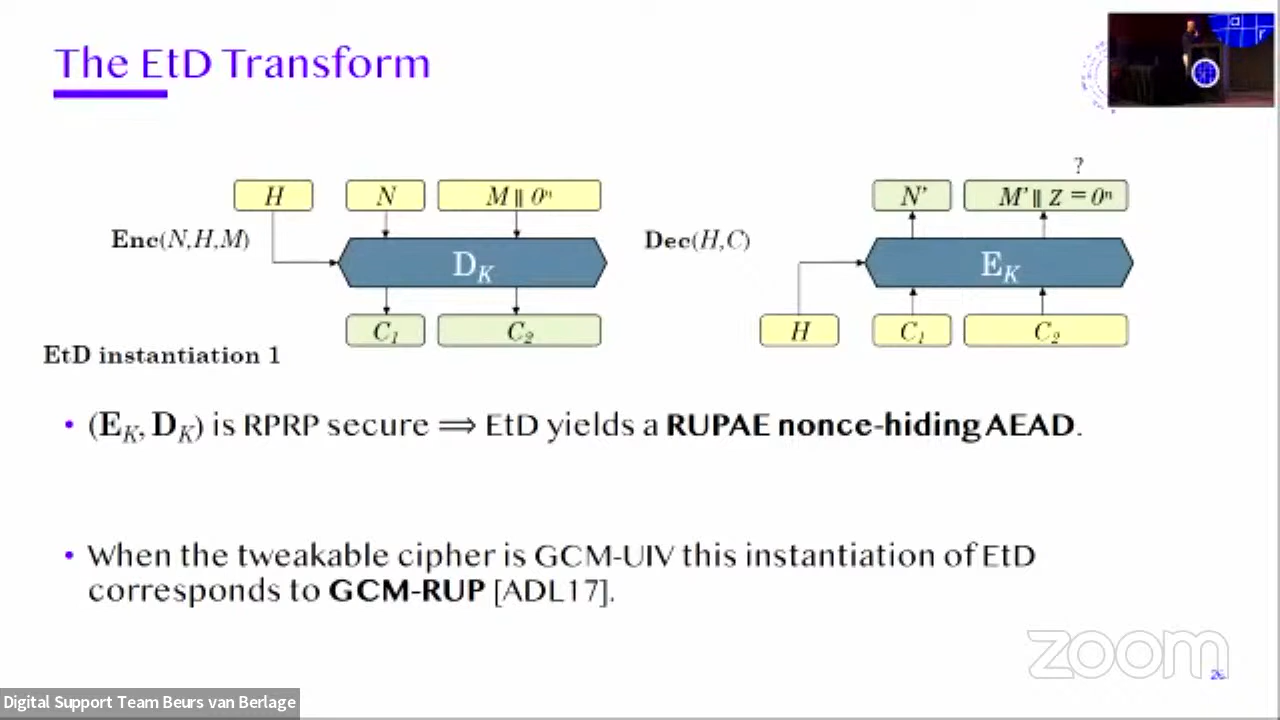 The EtD Transform
?
H
N
M || 0ⁿ
N'
M' || Z = 0ⁿ
Enc(N,H,M)
D_K
Dec(H,C)
E_K
C₁
C₂
H
C₁
C₂
EtD instantiation 1
• (E_K, D_K) is RPRP secure ⟹ EtD yields a RUPAE nonce-hiding AEAD.
• When the tweakable cipher is GCM-UIV this instantiation of EtD
corresponds to GCM-RUP [ADL17].
zoom
Digital Support Team Beurs van Berlage